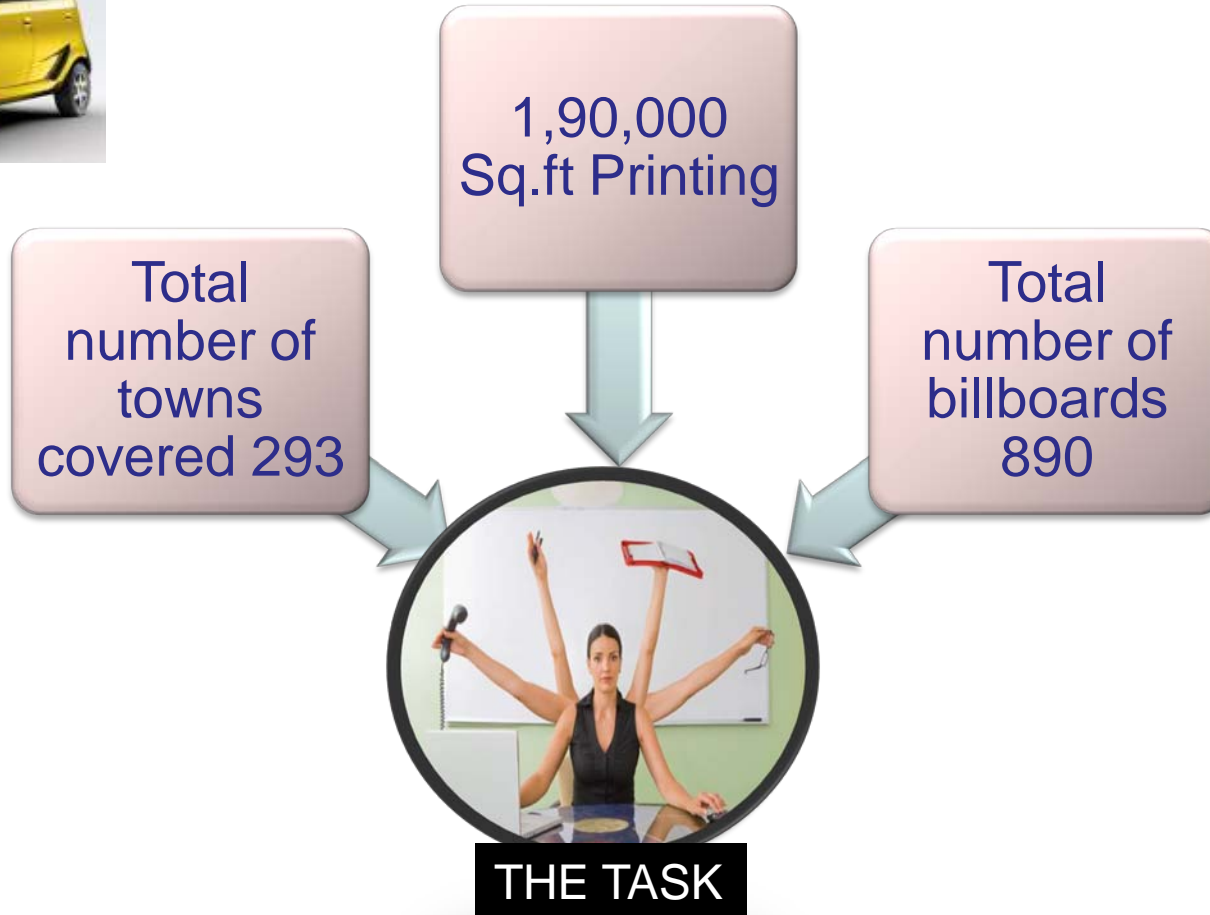 1,90,000
Sq.ft Printing
Total
number of
towns
covered 293
Total
number of
billboards
890
THE TASK